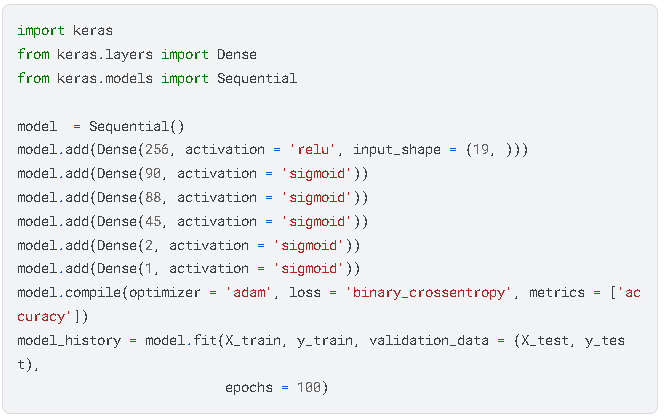 import keras
from keras.layers import Dense
from keras.models import Sequential
model  = Sequential()
model.add(Dense(256, activation = 'relu', input_shape = (19, )))
model.add(Dense(90, activation = 'sigmoid'))
model.add(Dense(88, activation = 'sigmoid'))
model.add(Dense(45, activation = 'sigmoid'))
model.add(Dense(2, activation = 'sigmoid'))
model.add(Dense(1, activation = 'sigmoid'))
model.compile(optimizer = 'adam', loss = 'binary_crossentropy', metrics = ['ac
curacy'])
model_history = model.fit(X_train, y_train, validation_data = (X_test, y_tes
t),
                          epochs = 100)